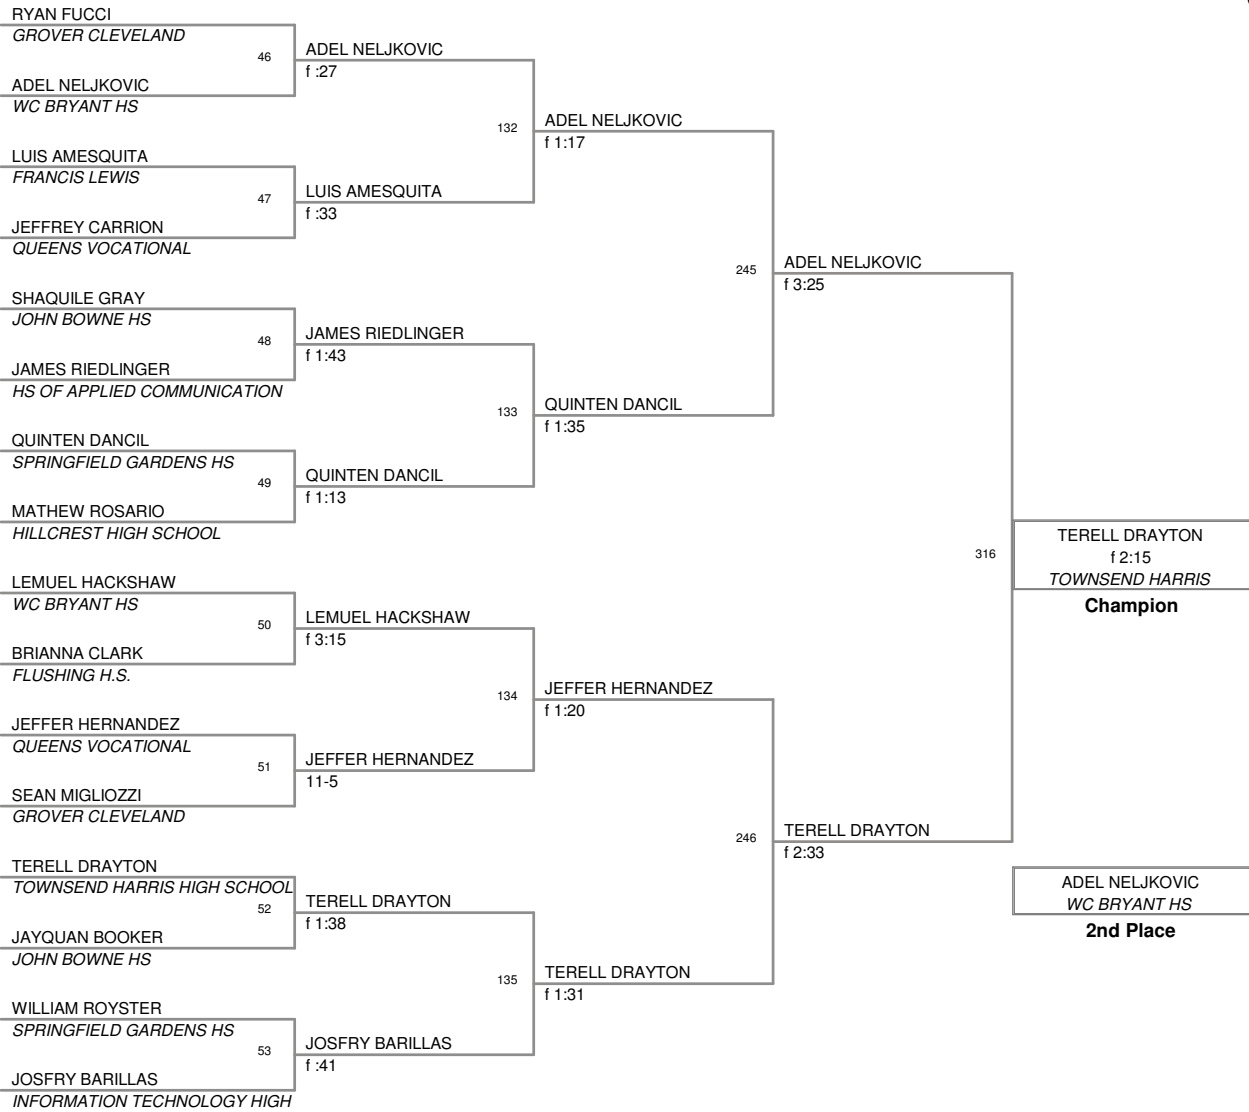 RYAN FUCCI
GROVER CLEVELAND
46
ADEL NELJKOVIC
WC BRYANT HS
LUIS AMESQUITA
FRANCIS LEWIS
47
JEFFREY CARRION
QUEENS VOCATIONAL
SHAQUILE GRAY
JOHN BOWNE HS
48
JAMES RIEDLINGER
HS OF APPLIED COMMUNICATION
QUINTEN DANCIL
SPRINGFIELD GARDENS HS
49
MATHEW ROSARIO
HILLCREST HIGH SCHOOL
LEMUEL HACKSHAW
WC BRYANT HS
50
BRIANNA CLARK
FLUSHING H.S.
JEFFER HERNANDEZ
QUEENS VOCATIONAL
51
SEAN MIGLIOZZI
GROVER CLEVELAND
TERELL DRAYTON
TOWNSEND HARRIS HIGH SCHOOL
52
JAYQUAN BOOKER
JOHN BOWNE HS
WILLIAM ROYSTER
SPRINGFIELD GARDENS HS
53
JOSFRY BARILLAS
INFORMATION TECHNOLOGY HIGH
ADEL NELJKOVIC
f :27
132
LUIS AMESQUITA
f :33
JAMES RIEDLINGER
f 1:43
133
QUINTEN DANCIL
f 1:13
LEMUEL HACKSHAW
f 3:15
134
JEFFER HERNANDEZ
11-5
TERELL DRAYTON
f 1:38
135
JOSFRY BARILLAS
f :41
ADEL NELJKOVIC
f 1:17
245
QUINTEN DANCIL
f 1:35
JEFFER HERNANDEZ
f 1:20
246
TERELL DRAYTON
f 1:31
ADEL NELJKOVIC
f 3:25
316
TERELL DRAYTON
f 2:33
TERELL DRAYTON
f 2:15
TOWNSEND HARRIS
Champion
ADEL NELJKOVIC
WC BRYANT HS
2nd Place